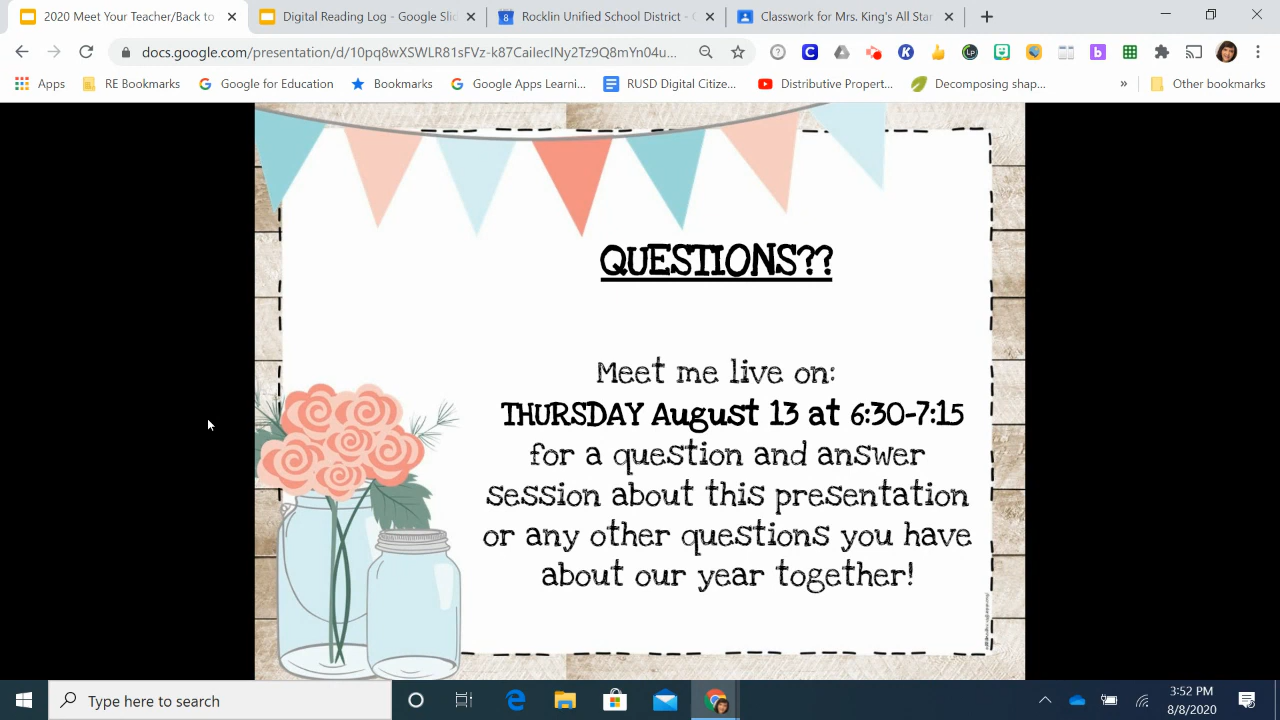 2020 Meet Your Teacher/Back to
Digital Reading Log - Google Sli
Rocklin Unified School District - C
Classwork for Mrs. King's All Star
docs.google.com/presentation/d/10pq8wXSWLR81sFV7z-k87CaiIecINy2Tz9Q8mYn04u...
Apps
RE Bookmarks
Google for Education
Bookmarks
Google Apps Learni...
RUSD Digital Citize...
Distributive Propert...
Decomposing shap...
»
Other bookmarks
QUESTIONS??
Meet me live on:
THURSDAY August 13 at 6:30-7:15
for a question and answer
session about this presentation
or any other questions you have
about our year together!
Type here to search
3:52 PM
8/8/2020